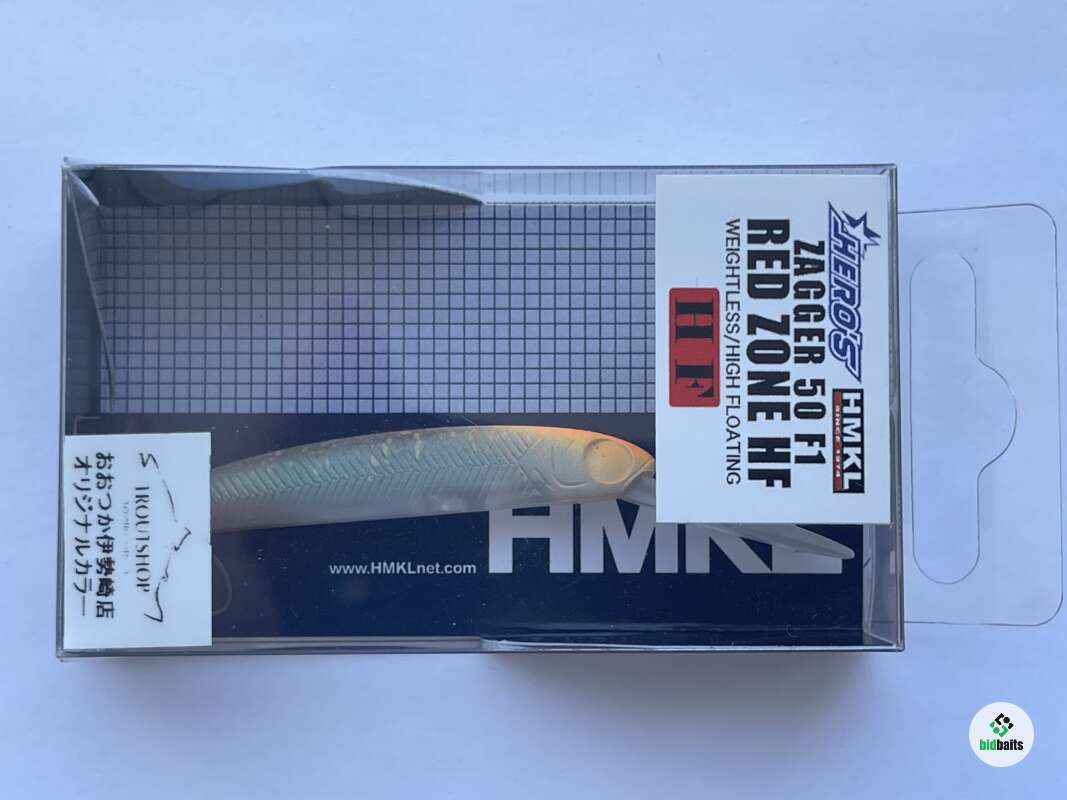 HERO'S
HMKL
SINCE 1974
ZAGGER 50 F1
RED ZONE HF
WEIGHTLESS/HIGH FLOATING
HF
HMKL
www.HMKLnet.com
TROUTSHOP
おおつか伊勢崎店
オリジナルカラー
bidbaits